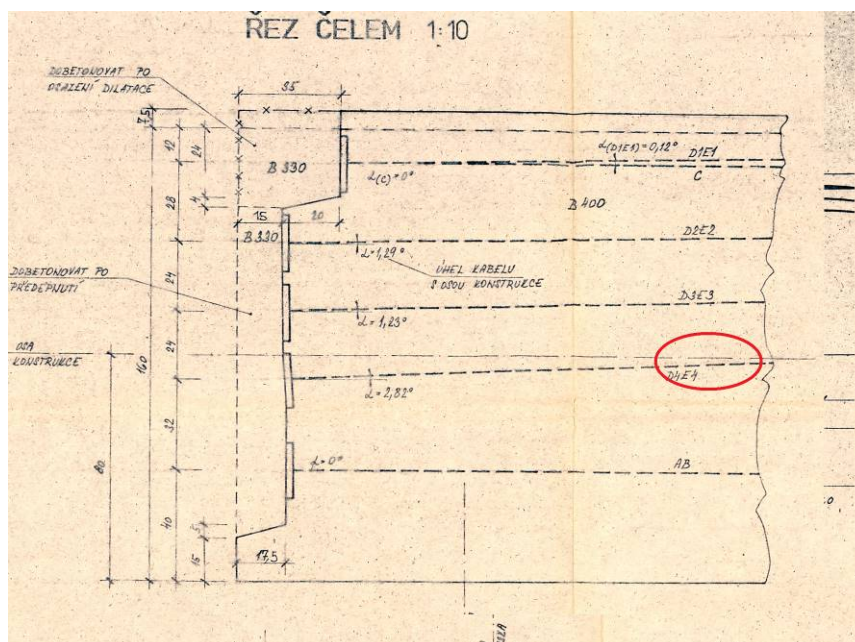 ŘEZ ČELEM 1:10
DOBETONOVAT PO
OSAZENÍ DILATACE
35
7,5
12
24
B 330
α(C)=0°
α(D1E1)=0,12°
D1E1
C
B 400
28
4
15
20
B 330
D2E2
α=1,29°
ÚHEL KABELU
S OSOU KONSTRUKCE
DOBETONOVAT PO
PŘEDEPNUTÍ
24
D3E3
α=1,23°
OSA
KONSTRUKCE
160
24
D4E4
α=2,82°
32
80
α=0°
AB
40
5
15
17,5